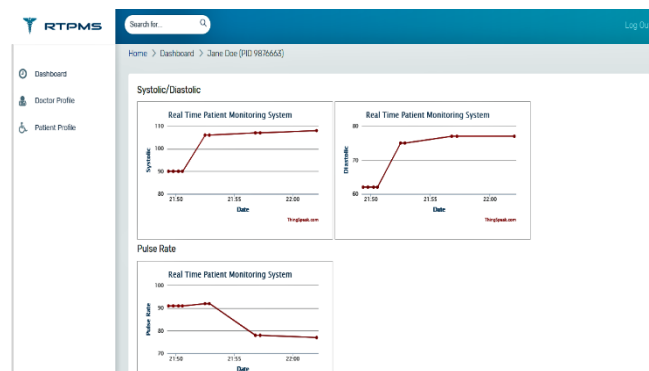 RTPMS
Search for...
Log Ou
Home > Dashboard > Jane Doe (PID 9876663)
Dashboard
Doctor Profile
Patient Profile
Systolic/Diastolic
Real Time Patient Monitoring System
110
100
90
80
Systolic
21:50 21:55 22:00
Date
ThingSpeak.com
Real Time Patient Monitoring System
80
70
60
Diastolic
21:50 21:55 22:00
Date
ThingSpeak.com
Pulse Rate
Real Time Patient Monitoring System
100
90
80
70
Pulse Rate
21:50 21:55 22:00
Date